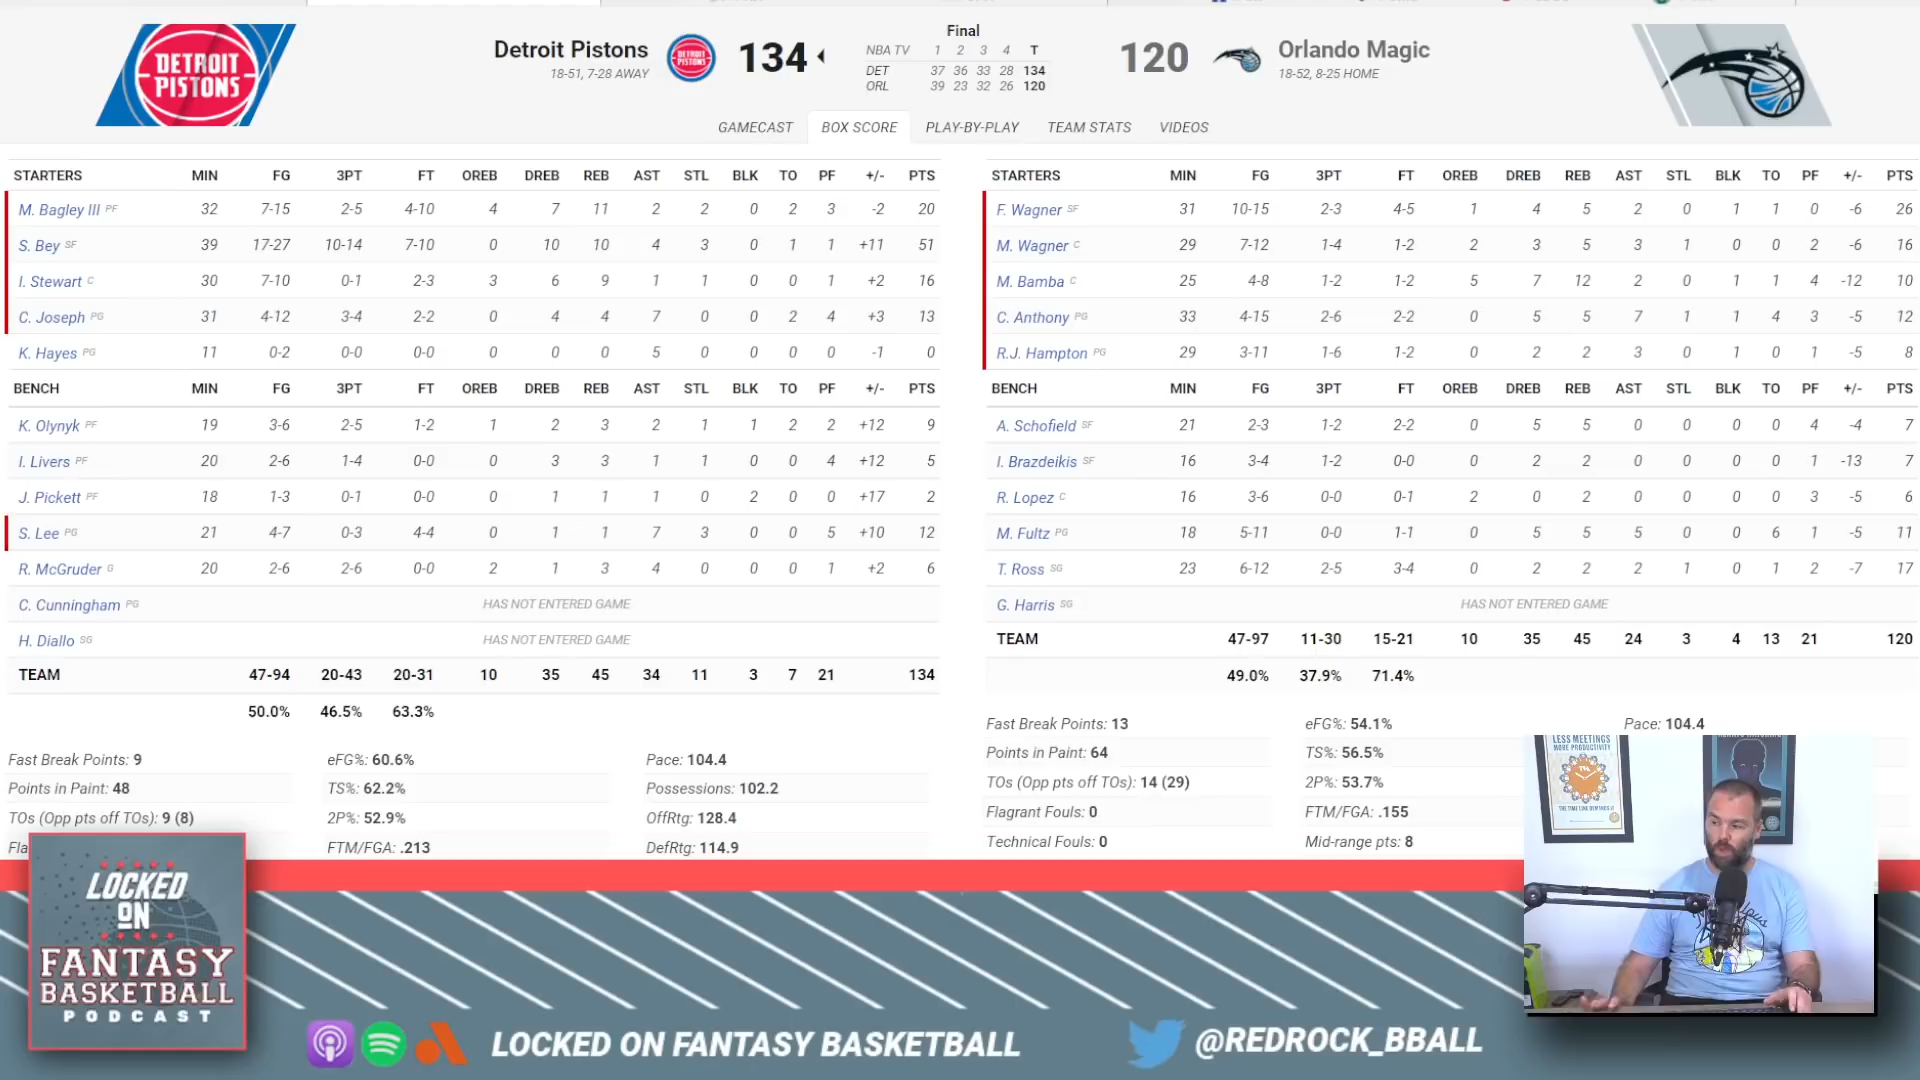 Final
Detroit Pistons
18-51, 7-28 AWAY
134
NBA TV 1 2 3 4 T
DET 37 36 33 28 134
ORL 39 23 32 26 120
120
Orlando Magic
18-52, 8-25 HOME
DETROIT
PISTONS
GAMECAST BOX SCORE PLAY-BY-PLAY TEAM STATS VIDEOS
STARTERS MIN FG 3PT FT OREB DREB REB AST STL BLK TO PF +/- PTS
M. Bagley III PF 32 7-15 2-5 4-10 4 7 11 2 2 0 2 3 -2 20
S. Bey SF 39 17-27 10-14 7-10 0 10 10 4 3 0 1 1 +11 51
I. Stewart C 30 7-10 0-1 2-3 3 6 9 1 1 0 0 1 +2 16
C. Joseph PG 31 4-12 3-4 2-2 0 4 4 7 0 0 2 4 +3 13
K. Hayes PG 11 0-2 0-0 0-0 0 0 0 5 0 0 0 0 -1 0
BENCH MIN FG 3PT FT OREB DREB REB AST STL BLK TO PF +/- PTS
K. Olynyk PF 19 3-6 2-5 1-2 1 2 3 2 1 1 2 2 +12 9
I. Livers PF 20 2-6 1-4 0-0 0 3 3 1 1 0 0 4 +12 5
J. Pickett PF 18 1-3 0-1 0-0 0 1 1 1 0 2 0 0 +17 2
S. Lee PG 21 4-7 0-3 4-4 0 1 1 7 3 0 0 5 +10 12
R. McGruder G 20 2-6 2-6 0-0 2 1 3 4 0 0 0 1 +2 6
C. Cunningham PG HAS NOT ENTERED GAME
H. Diallo SG HAS NOT ENTERED GAME
TEAM 47-94 20-43 20-31 10 35 45 34 11 3 7 21 134
50.0% 46.5% 63.3%
Fast Break Points: 9 eFG%: 60.6% Pace: 104.4
Points in Paint: 48 TS%: 62.2% Possessions: 102.2
TOs (Opp pts off TOs): 9 (8) 2P%: 52.9% OffRtg: 128.4
Fla FTM/FGA: .213 DefRtg: 114.9
STARTERS MIN FG 3PT FT OREB DREB REB AST STL BLK TO PF +/- PTS
F. Wagner SF 31 10-15 2-3 4-5 1 4 5 2 0 1 1 0 -6 26
M. Wagner C 29 7-12 1-4 1-2 2 3 5 3 1 0 0 2 -6 16
M. Bamba C 25 4-8 1-2 1-2 5 7 12 2 0 1 1 4 -12 10
C. Anthony PG 33 4-15 2-6 2-2 0 5 5 7 1 1 4 3 -5 12
R.J. Hampton PG 29 3-11 1-6 1-2 0 2 2 3 0 1 0 1 -5 8
BENCH MIN FG 3PT FT OREB DREB REB AST STL BLK TO PF +/- PTS
A. Schofield SF 21 2-3 1-2 2-2 0 5 5 0 0 0 0 4 -4 7
I. Brazdeikis SF 16 3-4 1-2 0-0 0 2 2 0 0 0 0 1 -13 7
R. Lopez C 16 3-6 0-0 0-1 2 0 2 0 0 0 0 3 -5 6
M. Fultz PG 18 5-11 0-0 1-1 0 5 5 5 0 0 6 1 -5 11
T. Ross SG 23 6-12 2-5 3-4 0 2 2 2 1 0 1 2 -7 17
G. Harris SG HAS NOT ENTERED GAME
TEAM 47-97 11-30 15-21 10 35 45 24 3 4 13 21 120
49.0% 37.9% 71.4%
Fast Break Points: 13 eFG%: 54.1% Pace: 104.4
Points in Paint: 64 TS%: 56.5%
TOs (Opp pts off TOs): 14 (29) 2P%: 53.7%
Flagrant Fouls: 0 FTM/FGA: .155
Technical Fouls: 0 Mid-range pts: 8
LESS MEETINGS
MORE PRODUCTIVITY
LOCKED
ON
FANTASY
BASKETBALL
PODCAST
LOCKED ON FANTASY BASKETBALL
@REDROCK_BBALL